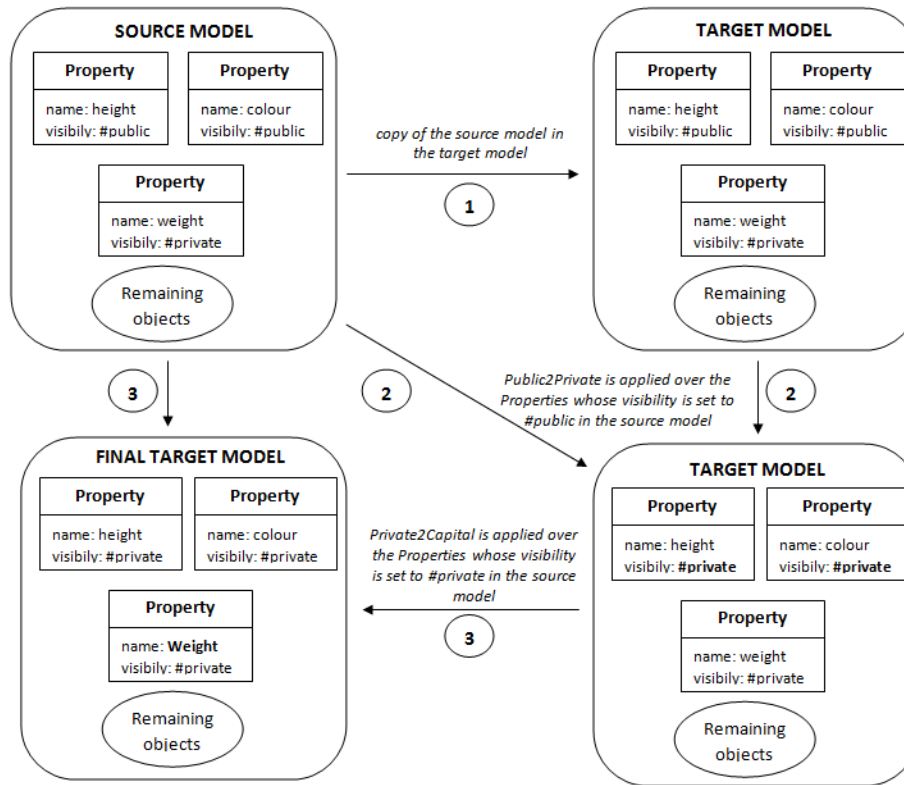 SOURCE MODEL
Property
name: height
visibily: #public
Property
name: colour
visibily: #public
Property
name: weight
visibily: #private
Remaining
objects
copy of the source model in
the target model
1
TARGET MODEL
Property
name: height
visibily: #public
Property
name: colour
visibily: #public
Property
name: weight
visibily: #private
Remaining
objects
3
2
Public2Private is applied over the
Properties whose visibility is set to
#public in the source model
2
FINAL TARGET MODEL
Property
name: height
visibily: #private
Property
name: colour
visibily: #private
Property
name: Weight
visibily: #private
Remaining
objects
Private2Capital is applied over
the Properties whose visibility
is set to #private in the source
model
3
TARGET MODEL
Property
name: height
visibily: #private
Property
name: colour
visibily: #private
Property
name: weight
visibily: #private
Remaining
objects